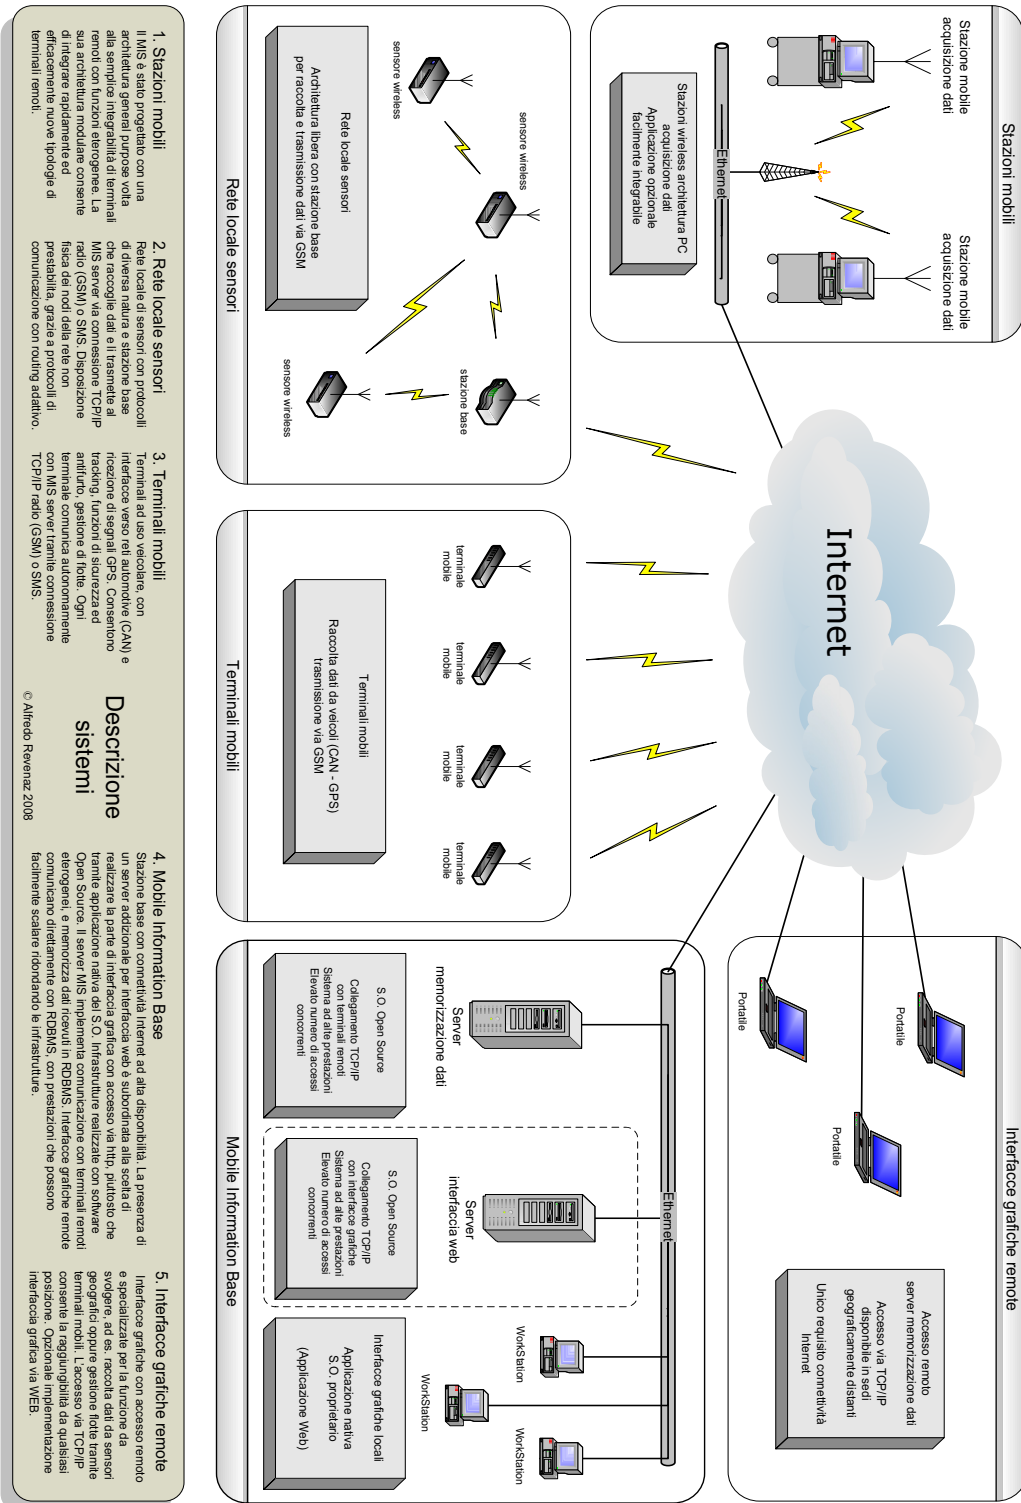 Stazioni mobili
Stazione mobile
acquisizione dati
Stazione mobile
acquisizione dati
Ethernet
Stazioni wireless architettura PC
acquisizione dati
Applicazione opzionale
facilmente integrabile
Internet
Interfacce grafiche remote
Portatile
Portatile
Portatile
Accesso remoto
server memorizzazione dati
Accesso via TCP/IP
disponibile in sedi
geograficamente distanti
Unico requisito connettività
Internet
sensore wireless
sensore wireless
stazione base
sensore wireless
Rete locale sensori
Architettura libera con stazione base
per raccolta e trasmissione dati via GSM
Rete locale sensori
terminale
mobile
terminale
mobile
terminale
mobile
terminale
mobile
Terminali mobili
Raccolta dati da veicoli (CAN - GPS)
trasmissione via GSM
Terminali mobili
Ethernet
Server
memorizzazione dati
Server
interfaccia web
WorkStation
WorkStation
WorkStation
S.O. Open Source
Collegamento TCP/IP
con terminali remoti
Sistema ad alte prestazioni
Elevato numero di accessi
concorrenti
S.O. Open Source
Collegamento TCP/IP
con interfacce grafiche
Sistema ad alte prestazioni
Elevato numero di accessi
concorrenti
Interfacce grafiche locali
Applicazione nativa
S.O. proprietario
(Applicazione Web)
Mobile Information Base
1. Stazioni mobili
Il MIS è stato progettato con una
architettura general purpose volta
alla semplice integrabilità di terminali
remoti con funzioni eterogenee. La
sua architettura modulare consente
di integrare rapidamente ed
efficacemente nuove tipologie di
terminali remoti.
2. Rete locale sensori
Rete locale di sensori con protocolli
di diversa natura e stazione base
che raccoglie dati e li trasmette al
MIS server via connessione TCP/IP
radio (GSM) o SMS. Disposizione
fisica dei nodi della rete non
prestabilita, grazie a protocolli di
comunicazione con routing adattivo.
3. Terminali mobili
Terminali ad uso veicolare, con
interfacce verso reti automotive (CAN) e
ricezione di segnali GPS. Consentono
tracking, funzioni di sicurezza ed
antifurto, gestione di flotte. Ogni
terminale comunica autonomamente
con MIS server tramite connessione
TCP/IP radio (GSM) o SMS.
Descrizione
sistemi
© Alfredo Revenaz 2008
4. Mobile Information Base
Stazione base con connettività Internet ad alta disponibilità. La presenza di
un server addizionale per interfaccia web è subordinata alla scelta di
realizzare la parte di interfaccia grafica con accesso via http, piuttosto che
tramite applicazione nativa del S.O. Infrastrutture realizzate con software
Open Source. Il server MIS implementa comunicazione con terminali remoti
eterogenei, e memorizza dati ricevuti in RDBMS. Interfacce grafiche remote
comunicano direttamente con RDBMS, con prestazioni che possono
facilmente scalare ridondando le infrastrutture.
5. Interfacce grafiche remote
Interfacce grafiche con accesso remoto
e specializzate per la funzione da
svolgere, ad es. raccolta dati da sensori
geografici oppure gestione flotte tramite
terminali mobili. L'accesso via TCP/IP
consente la raggiungibilità da qualsiasi
posizione. Opzionale implementazione
interfaccia grafica via WEB.